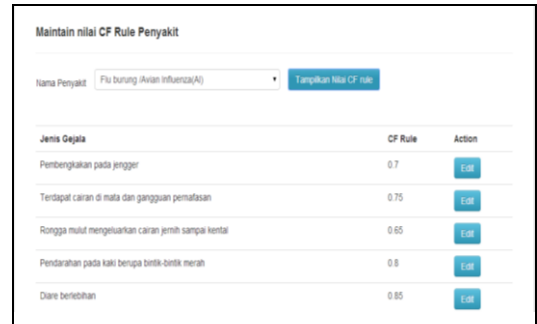 Maintain nilai CF Rule Penyakit
Nama Penyakit Flu burung /Avian Influenza(AI) Tampilkan Nilai CF rule
Jenis Gejala CF Rule Action
Pembengkakan pada jengger 0.7 Edit
Terdapat cairan di mata dan gangguan pernafasan 0.75 Edit
Rongga mulut mengeluarkan cairan jernih sampai kental 0.65 Edit
Pendarahan pada kaki berupa bintik-bintik merah 0.8 Edit
Diare berlebihan 0.85 Edit